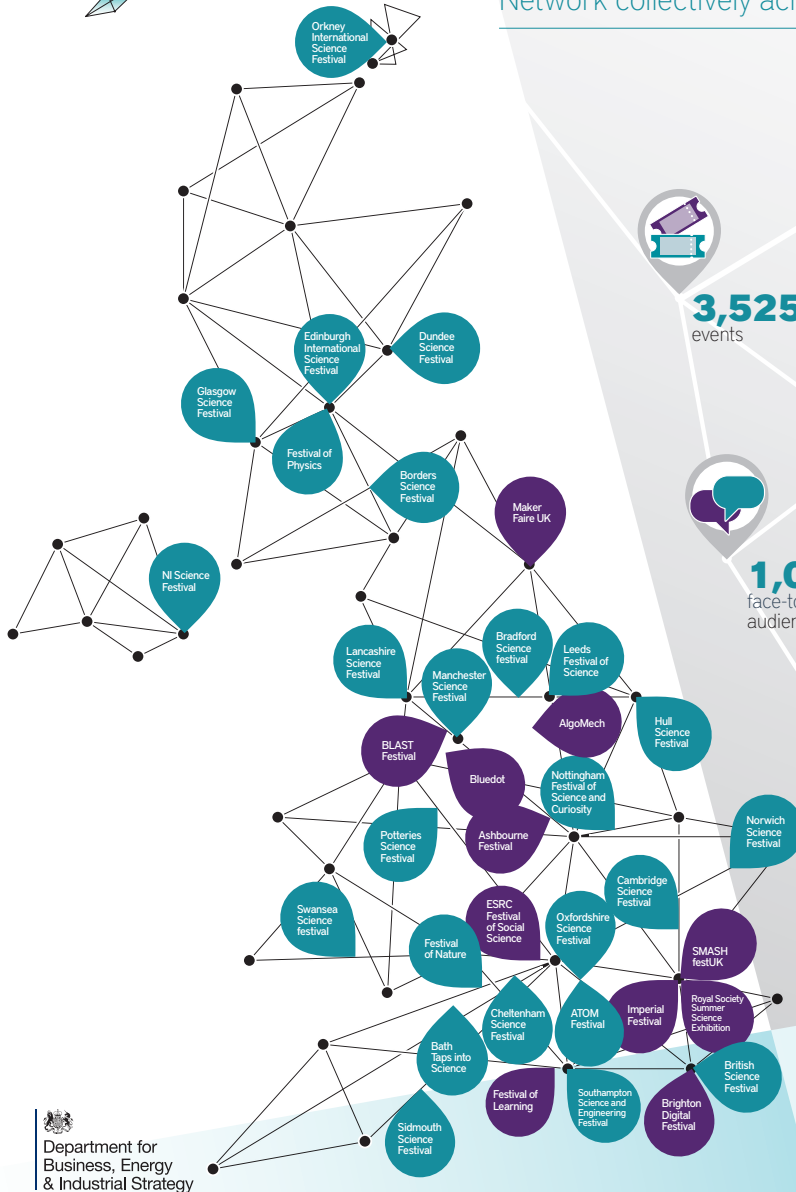 Network collectively
Orkney
International
Science
Festival
3,525
events
Edinburgh
International
Science
Festival
Dundee
Science
Festival
Glasgow
Science
Festival
Festival of
Physics
Borders
Science
Festival
Maker
Faire UK
face-to
NI Science
Festival
Lancashire
Science
Festival
Manchester
Science
Festival
Bradford
Science
festival
Leeds
Festival of
Science
AlgoMech
Hull
Science
Festival
BLAST
Festival
Bluedot
Nottingham
Festival of
Science and
Curiosity
Ashbourne
Festival
Potteries
Science
Festival
Norwich
Science
Festival
Cambridge
Science
Festival
Swansea
Science
festival
ESRC
Festival
of Social
Science
Oxfordshire
Science
Festival
Festival
of Nature
SMASH
festUK
Cheltenham
Science
Festival
ATOM
Festival
Imperial
Festival
Royal Society
Summer
Science
Exhibition
Bath
Taps into
Science
British
Science
Festival
Festival of
Learning
Southampton
Science and
Engineering
Festival
Brighton
Digital
Festival
Sidmouth
Science
Festival
Department for
Business, Energy
& Industrial Strategy